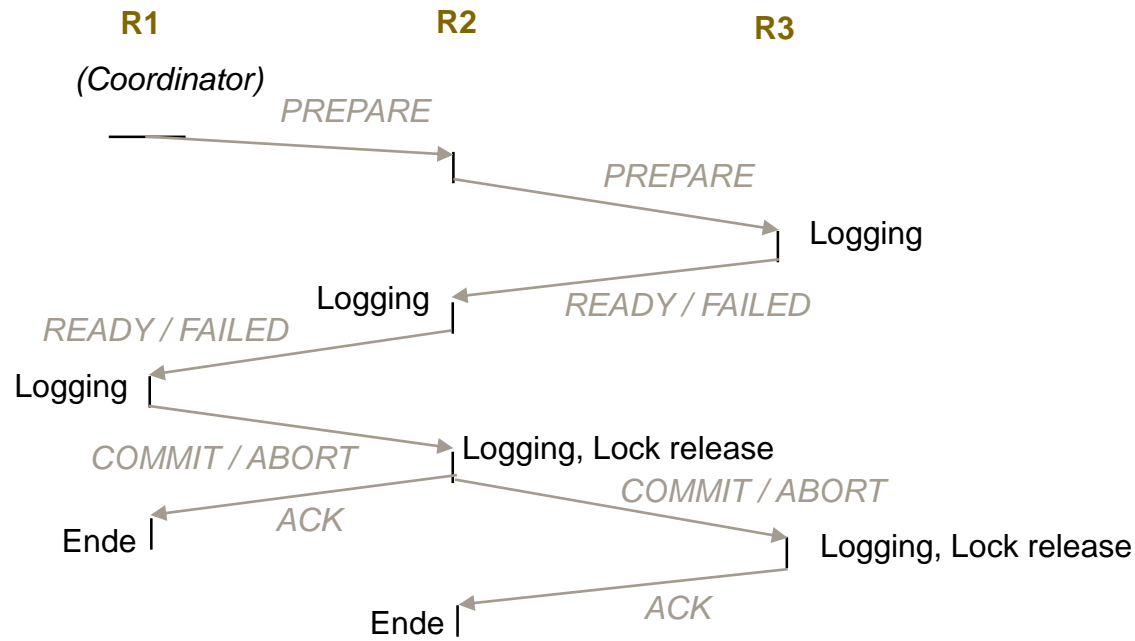 R1
R2
R3
(Coordinator)
PREPARE
PREPARE
Logging
Logging
READY / FAILED
READY / FAILED
Logging
COMMIT / ABORT
Logging, Lock release
COMMIT / ABORT
ACK
Ende
Logging, Lock release
ACK
Ende